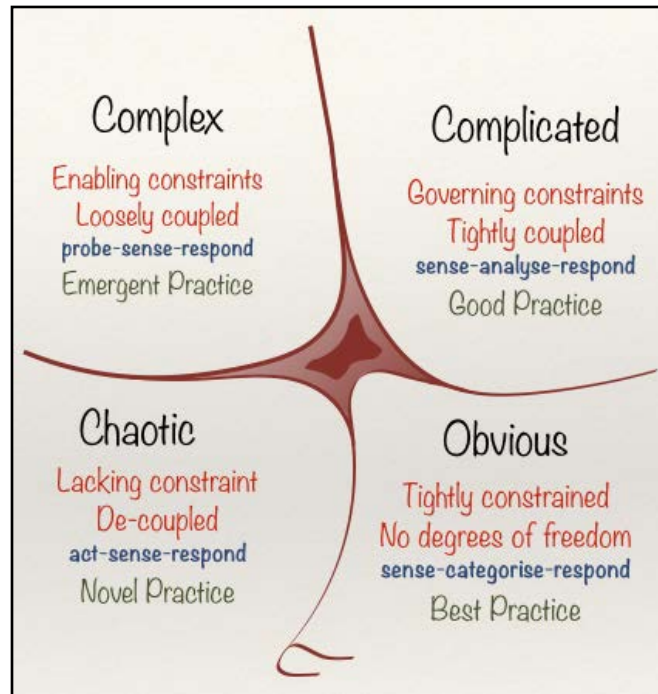 Complex
Enabling constraints
Loosely coupled
probe-sense-respond
Emergent Practice
Complicated
Governing constraints
Tightly coupled
sense-analyse-respond
Good Practice
Chaotic
Lacking constraint
De-coupled
act-sense-respond
Novel Practice
Obvious
Tightly constrained
No degrees of freedom
sense-categorise-respond
Best Practice